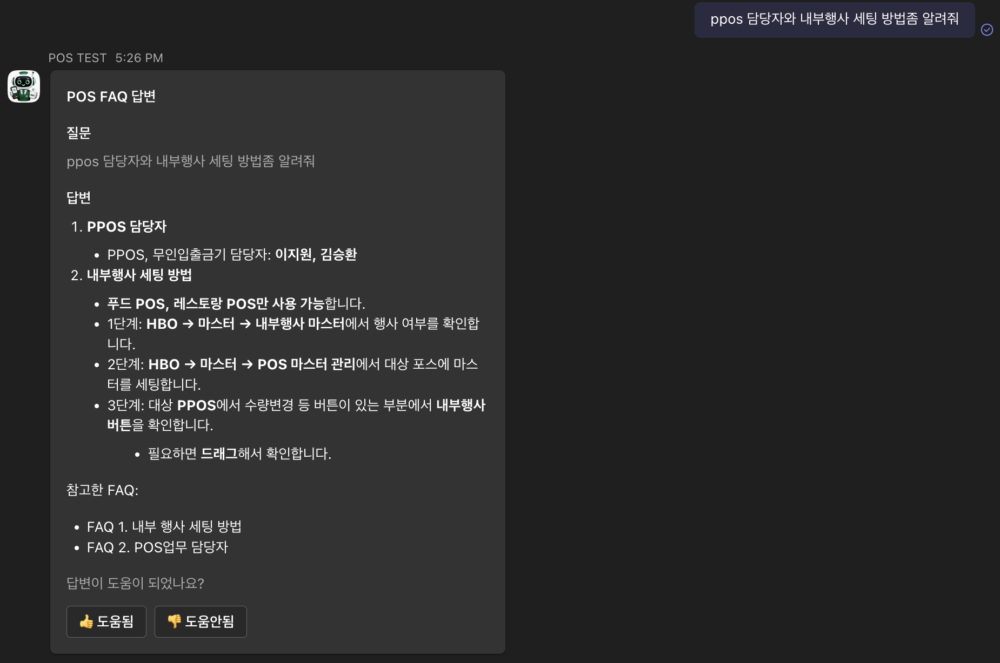 ppos 담당자와 내부행사 세팅 방법좀 알려줘
POS TEST 5:26 PM
POS FAQ 답변
질문
ppos 담당자와 내부행사 세팅 방법좀 알려줘
답변
1. PPOS 담당자
• PPOS, 무인입출금기 담당자: 이지원, 김승환
2. 내부행사 세팅 방법
• 푸드 POS, 레스토랑 POS만 사용 가능합니다.
• 1단계: HBO → 마스터 → 내부행사 마스터에서 행사 여부를 확인합
니다.
• 2단계: HBO → 마스터 → POS 마스터 관리에서 대상 포스에 마스
터를 세팅합니다.
• 3단계: 대상 PPOS에서 수량변경 등 버튼이 있는 부분에서 내부행사
버튼을 확인합니다.
• 필요하면 드래그해서 확인합니다.
참고한 FAQ:
• FAQ 1. 내부 행사 세팅 방법
• FAQ 2. POS업무 담당자
답변이 도움이 되었나요?
👍 도움됨 👎 도움안됨